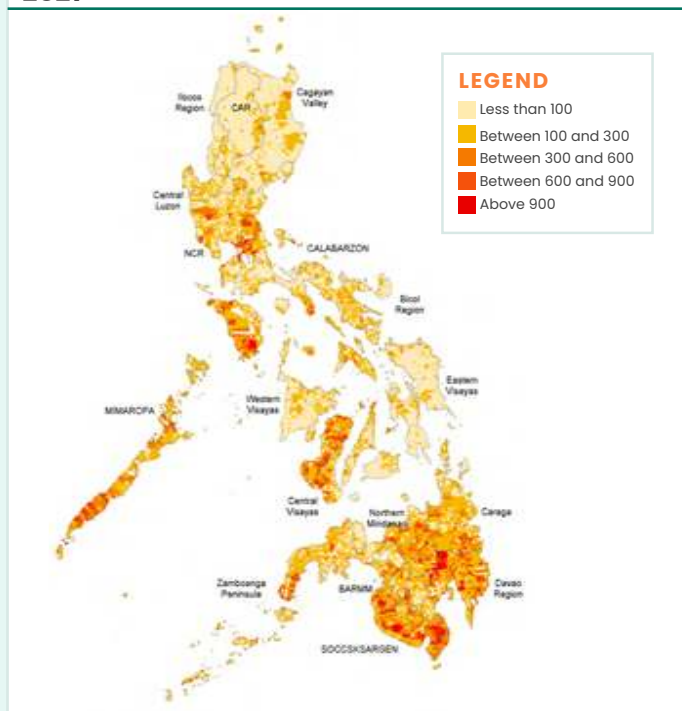 LEGEND
Less than 100
Between 100 and 300
Between 300 and 600
Between 600 and 900
Above 900
Ilocos
Region
CAR
Cagayan
Valley
Central
Luzon
NCR
CALABARZON
Bicol
Region
MIMAROPA
Western
Visayas
Eastern
Visayas
Central
Visayas
Northern
Mindanao
Caraga
Zamboanga
Peninsula
BARMM
Davao
Region
SOCCSKSARGEN